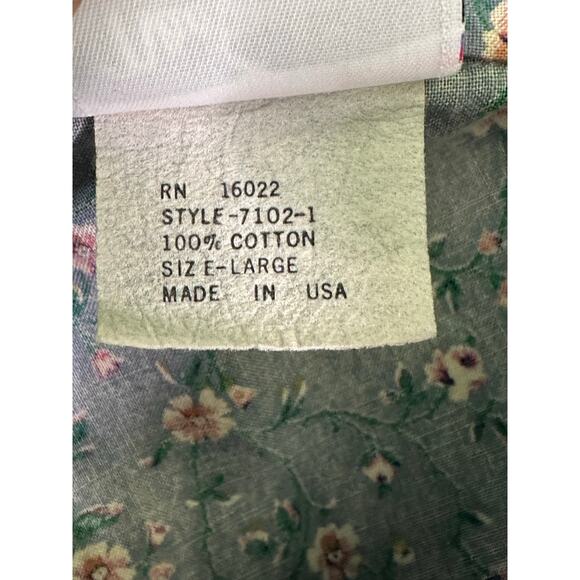 RN 16022
STYLE-7102-1
100% COTTON
SIZE-LARGE
MADE IN USA